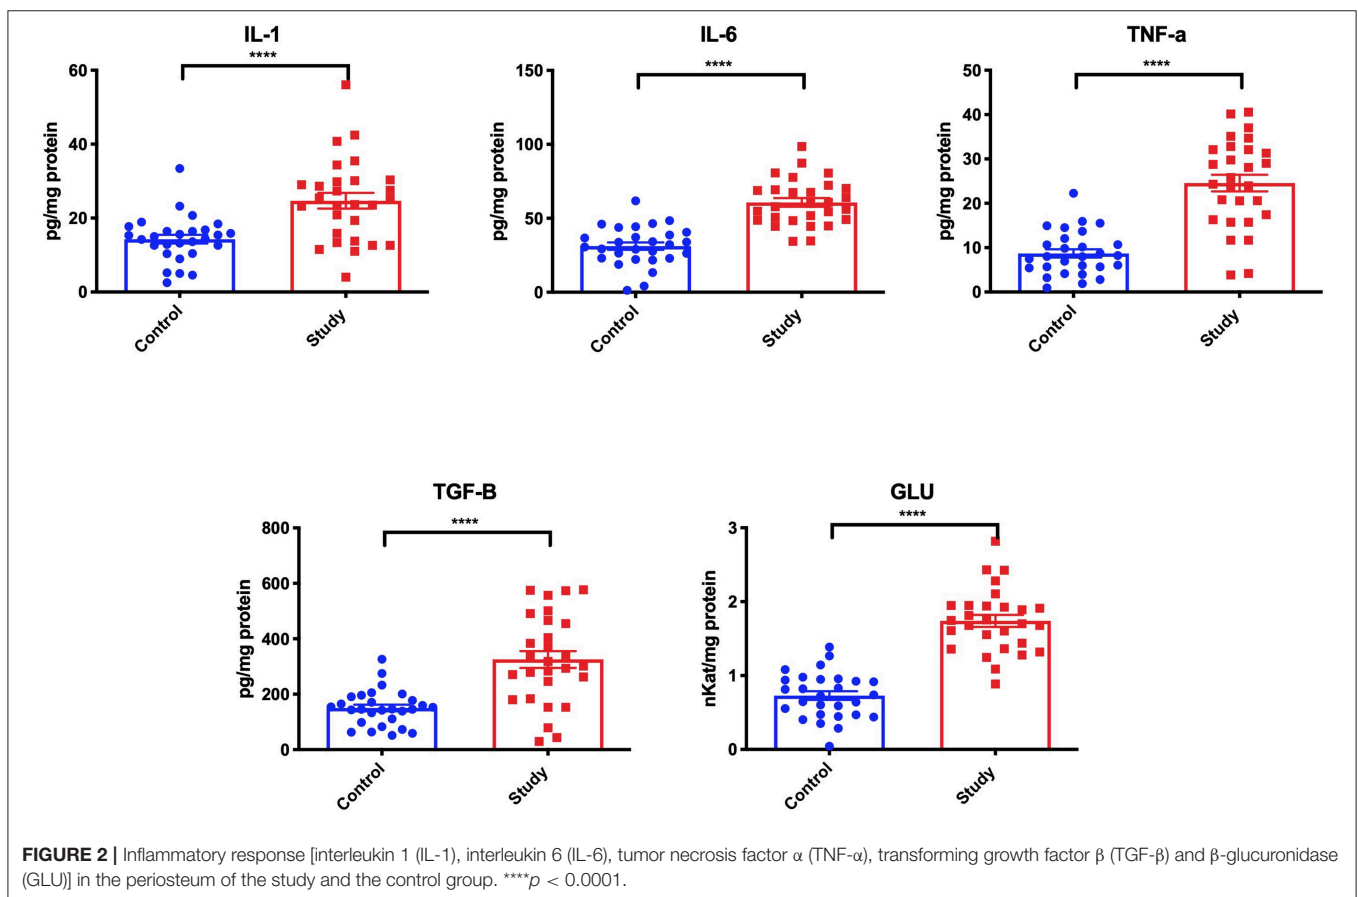 IL-1
****
60
40
20
0
pg/mg protein
Control
Study
IL-6
****
150
100
50
0
pg/mg protein
Control
Study
TNF-a
****
50
40
30
20
10
0
pg/mg protein
Control
Study
TGF-B
****
800
600
400
200
0
pg/mg protein
Control
Study
GLU
****
3
2
1
0
nKat/mg protein
Control
Study
FIGURE 2 | Inflammatory response [interleukin 1 (IL-1), interleukin 6 (IL-6), tumor necrosis factor α (TNF-α), transforming growth factor β (TGF-β) and β-glucuronidase
(GLU)] in the periosteum of the study and the control group. ****p < 0.0001.